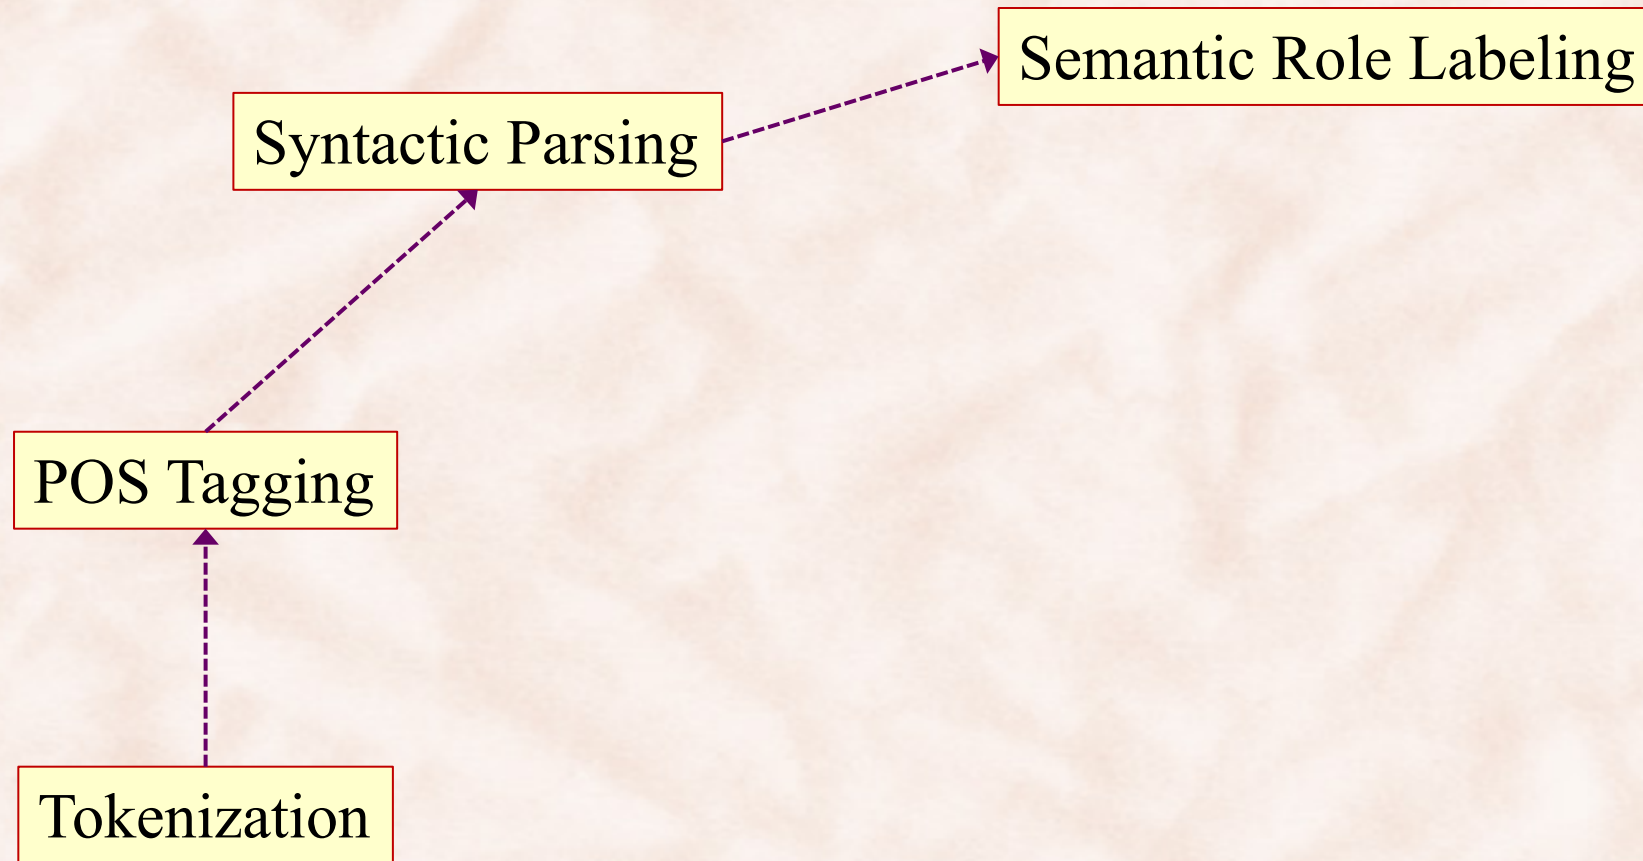 Semantic Role Labeling
Syntactic Parsing
POS Tagging
Tokenization